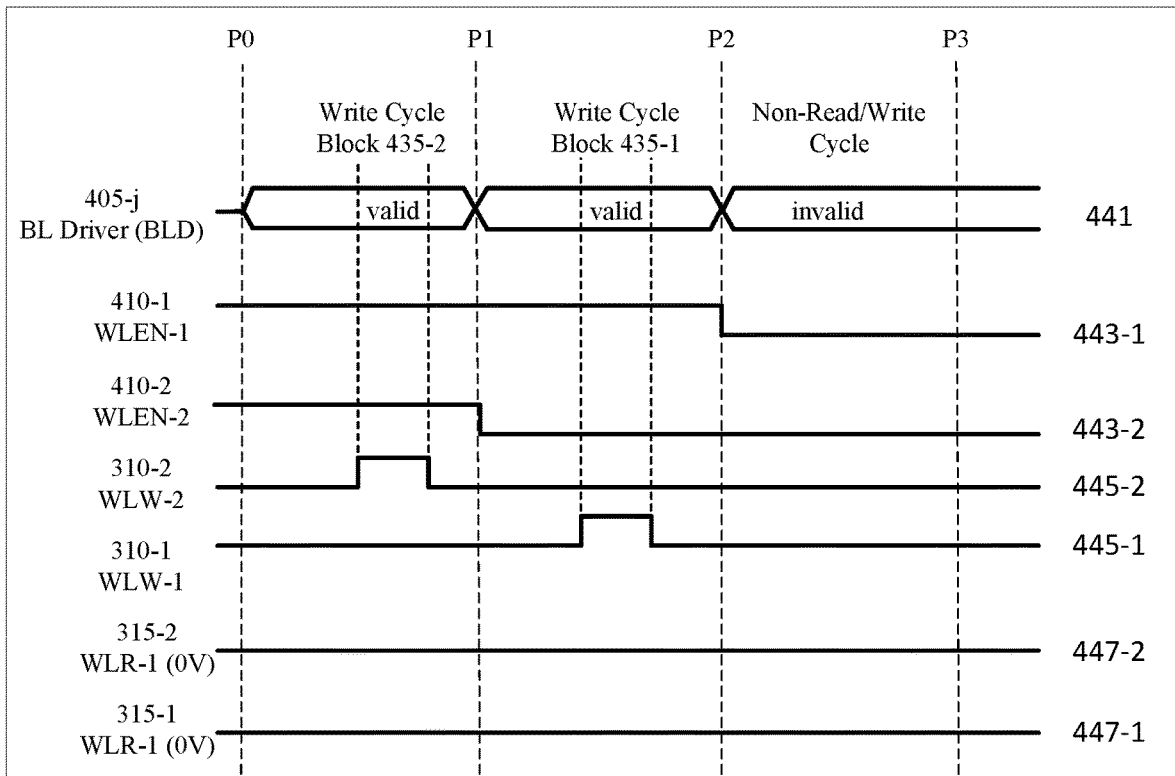 P0 P1 P2 P3
Write Cycle Write Cycle Non-Read/Write
Block 435-2 Block 435-1 Cycle
405-j
BL Driver (BLD) valid valid invalid 441
410-1
WLEN-1 443-1
410-2
WLEN-2 443-2
310-2
WLW-2 445-2
310-1 445-1
WLW-1
315-2
WLR-1 (0V) 447-2
315-1
WLR-1 (0V) 447-1